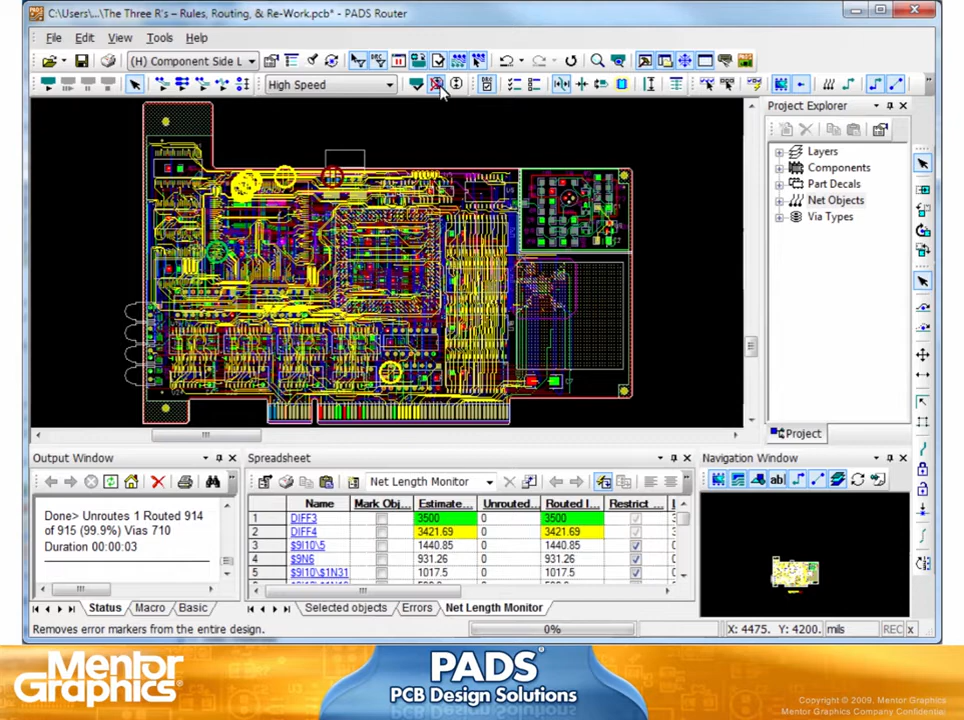 C:\Users\...\The Three R's – Rules, Routing, & Re-Work.pcb* - PADS Router
File Edit View Tools Help
(H) Component Side L
High Speed
Project Explorer
Layers
Components
Part Decals
Net Objects
Via Types
Project
Output Window
Done> Unroutes 1 Routed 914
of 915 (99.9%) Vias 710
Duration 00:00:03
Status Macro Basic
Spreadsheet
Net Length Monitor
Name Mark Obj... Estimate... Unrouted... Routed l... Restrict ...
1 DIFF3 3500 0 3500
2 DIFF4 3421.69 0 3421.69
3 $9I10\5 1440.85 0 1440.85
4 $9N6 931.26 0 931.26
5 $9I10\$1N31 1017.5 0 1017.5
Selected objects Errors Net Length Monitor
Navigation Window
ab|
Removes error markers from the entire design.
0%
X: 4475. Y: 4200. mils REC x
Mentor
Graphics®
PADS®
PCB Design Solutions
Copyright © 2009, Mentor Graphics
Mentor Graphics Company Confidential